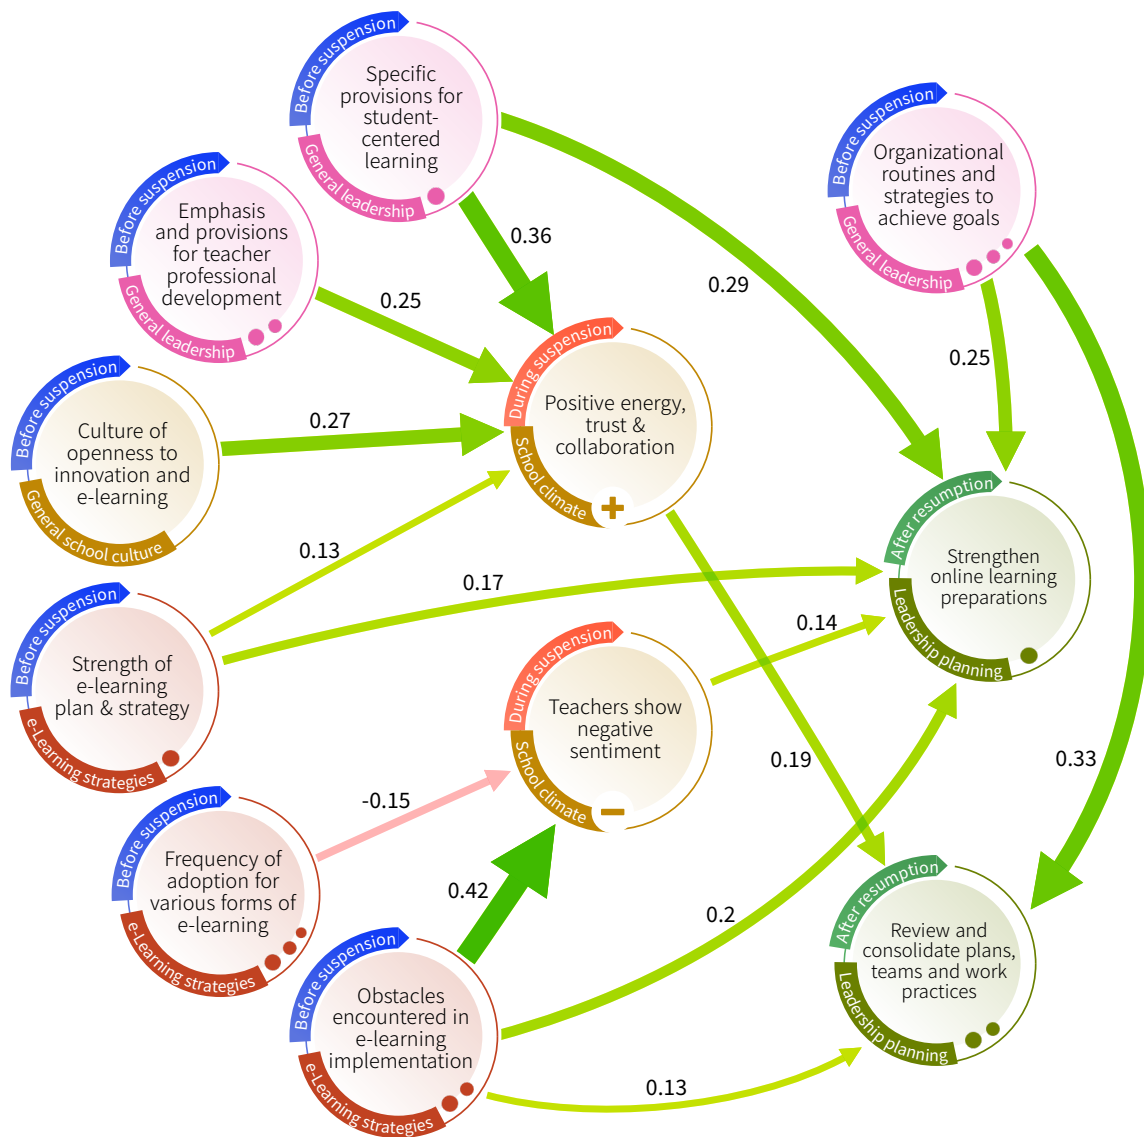 Before suspension
General leadership
Specific
provisions for
student-
centered
learning
Before suspension
General leadership
Organizational
routines and
strategies to
achieve goals
Before suspension
General leadership
Emphasis
and provisions
for teacher
professional
development
0.36
0.29
0.25
0.25
During suspension
School climate
Positive energy,
trust &
collaboration
Before suspension
General school culture
Culture of
openness to
innovation and
e-learning
0.27
0.13
0.17
After resumption
Leadership planning
Strengthen
online learning
preparations
Before suspension
e-Learning strategies
Strength of
e-learning
plan & strategy
During suspension
School climate
Teachers show
negative
sentiment
0.14
0.19
0.33
-0.15
Before suspension
e-Learning strategies
Frequency of
adoption for
various forms of
e-learning
0.42
0.2
After resumption
Leadership planning
Review and
consolidate plans,
teams and work
practices
Before suspension
e-Learning strategies
Obstacles
encountered in
e-learning
implementation
0.13